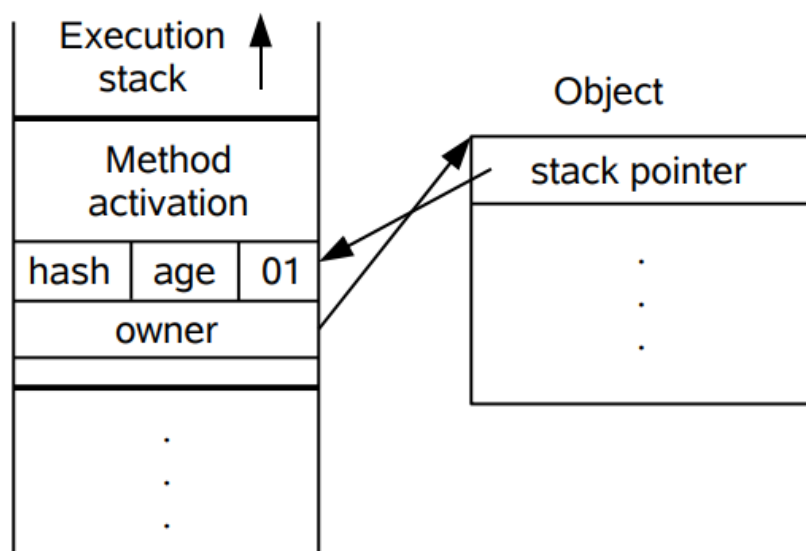 Execution
stack
Object
Method
activation
stack pointer
hash age 01
owner